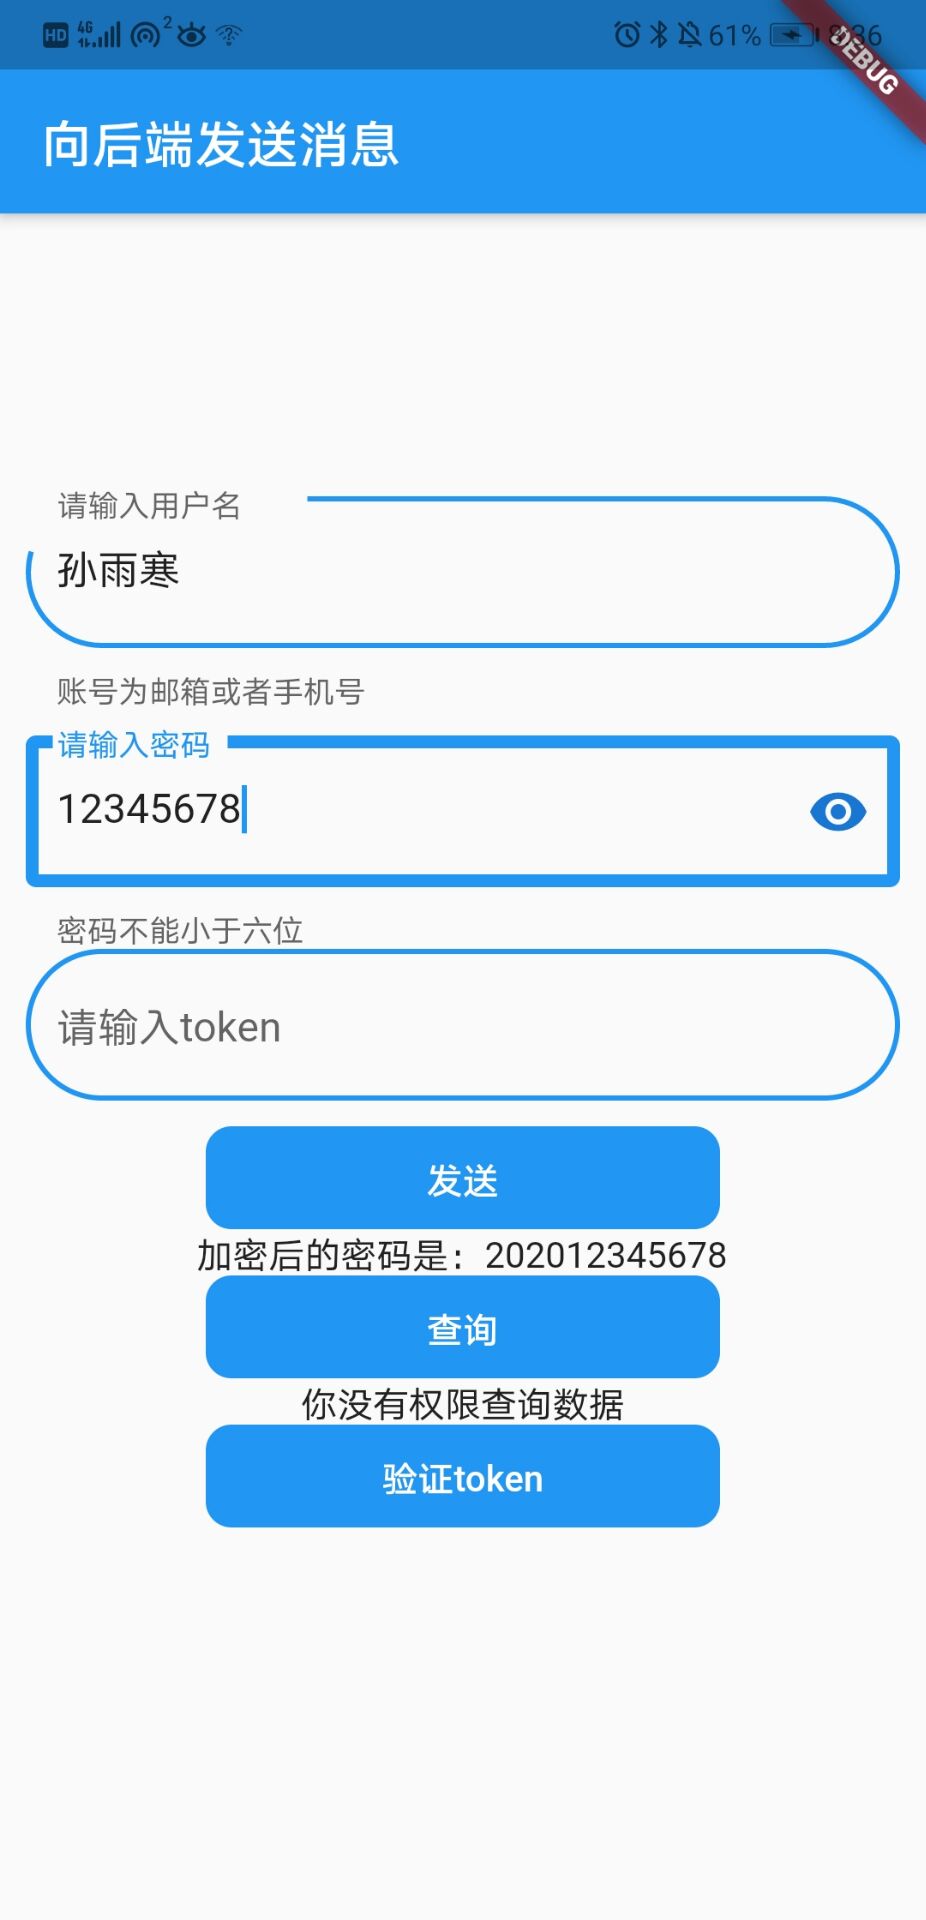 HD 4G 2 61% 8:36
DEBUG
向后端发送消息
请输入用户名
孙雨寒
账号为邮箱或者手机号
请输入密码
12345678
密码不能小于六位
请输入token
发送
加密后的密码是：202012345678
查询
你没有权限查询数据
验证token